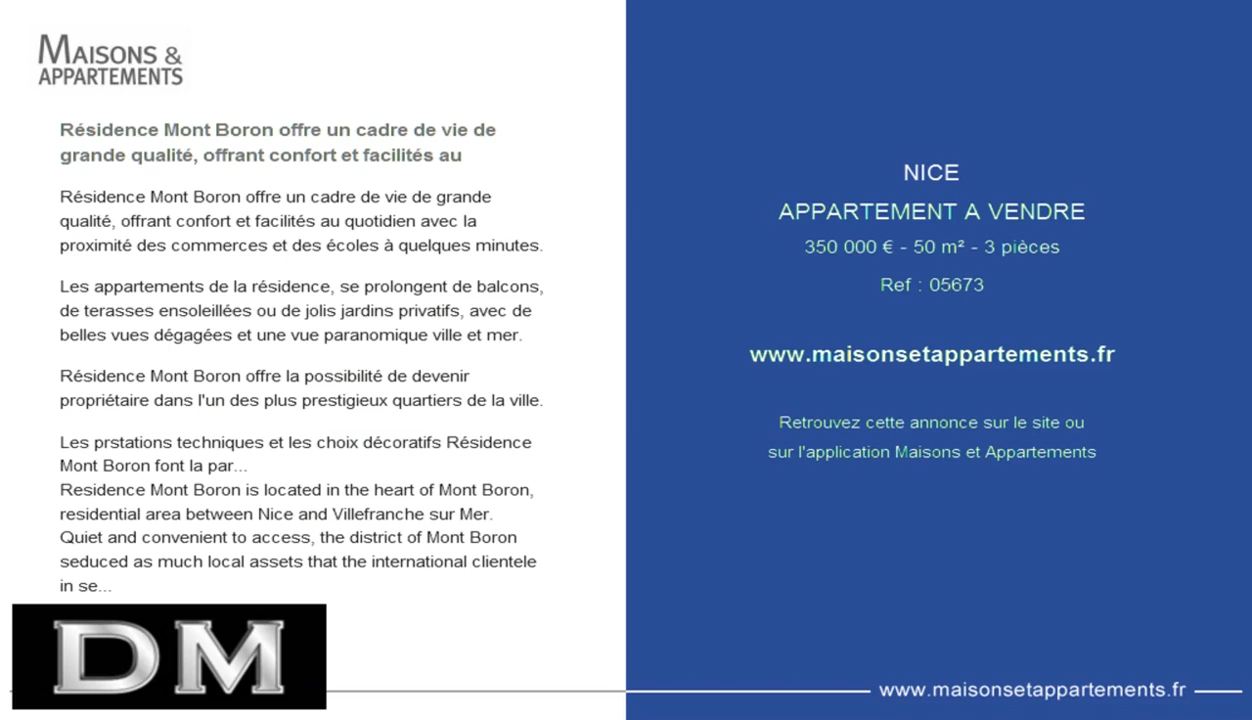 MAISONS &
APPARTEMENTS
Résidence Mont Boron offre un cadre de vie de
grande qualité, offrant confort et facilités au
Résidence Mont Boron offre un cadre de vie de grande
qualité, offrant confort et facilités au quotidien avec la
proximité des commerces et des écoles à quelques minutes.
Les appartements de la résidence, se prolongent de balcons,
de terasses ensoleillées ou de jolis jardins privatifs, avec de
belles vues dégagées et une vue paranomique ville et mer.
Résidence Mont Boron offre la possibilité de devenir
propriétaire dans l'un des plus prestigieux quartiers de la ville.
Les prstations techniques et les choix décoratifs Résidence
Mont Boron font la par...
Residence Mont Boron is located in the heart of Mont Boron,
residential area between Nice and Villefranche sur Mer.
Quiet and convenient to access, the district of Mont Boron
seduced as much local assets that the international clientele
in se...
DM
NICE
APPARTEMENT A VENDRE
350 000 € - 50 m² - 3 pièces
Ref : 05673
www.maisonsetappartements.fr
Retrouvez cette annonce sur le site ou
sur l'application Maisons et Appartements
www.maisonsetappartements.fr